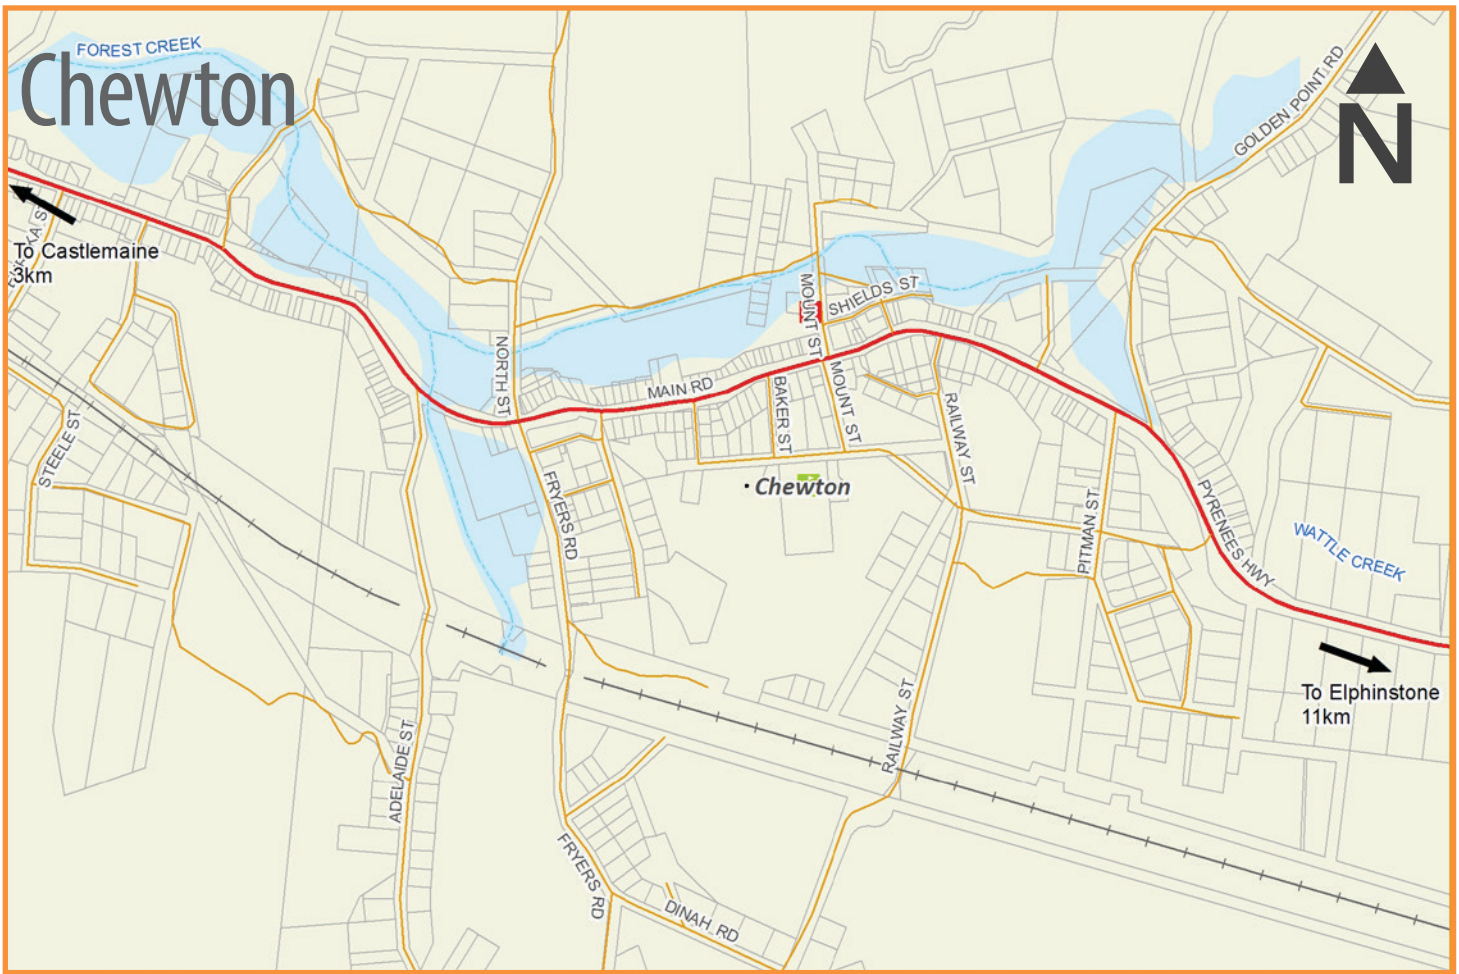 Chewton
FOREST CREEK
GOLDEN POINT RD
N
To Castlemaine
3km
MOUNT ST
SHIELDS ST
NORTH ST
MAIN RD
BAKER ST
MOUNT ST
RAILWAY ST
STEELE ST
FRYERS RD
Chewton
PITMAN ST
PYRENEES HWY
WATTLE CREEK
To Elphinstone
11km
RAILWAY ST
ADELAIDE ST
FRYERS RD
DINAH RD